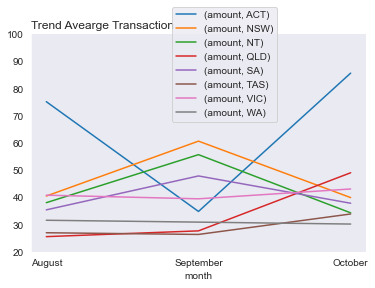 Trend Avearge Transaction
(amount, ACT)
(amount, NSW)
(amount, NT)
(amount, QLD)
(amount, SA)
(amount, TAS)
(amount, VIC)
(amount, WA)
100
90
80
70
60
50
40
30
20
August September October
month